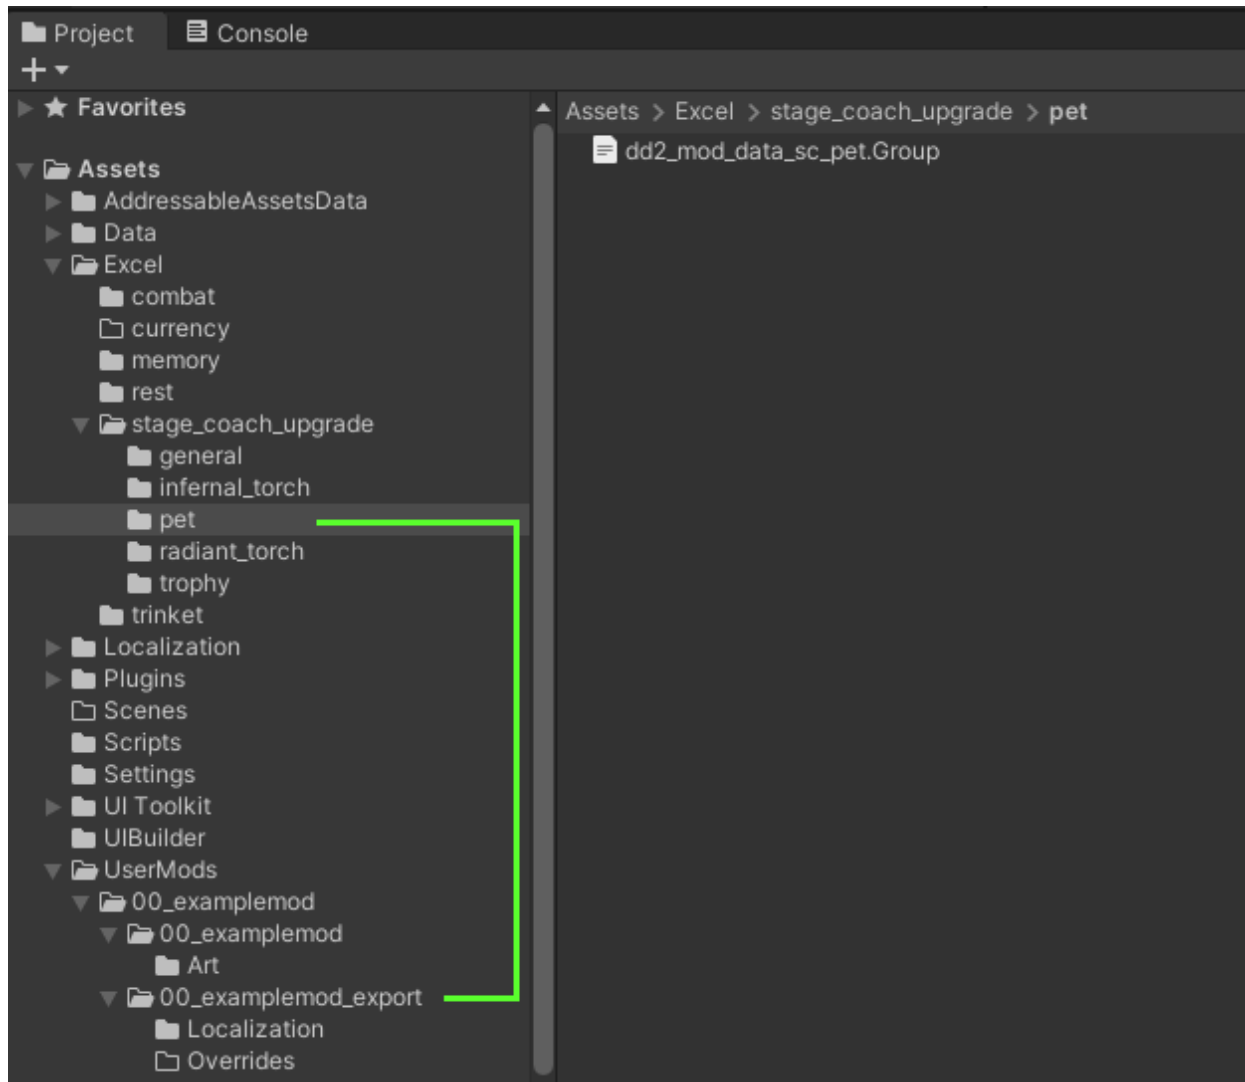 Project
Console
Favorites
Assets
AddressableAssetsData
Data
Excel
combat
currency
memory
rest
stage_coach_upgrade
general
infernal_torch
pet
radiant_torch
trophy
trinket
Localization
Plugins
Scenes
Scripts
Settings
UI Toolkit
UIBuilder
UserMods
00_examplemod
00_examplemod
Art
00_examplemod_export
Localization
Overrides
Assets > Excel > stage_coach_upgrade > pet
dd2_mod_data_sc_pet.Group